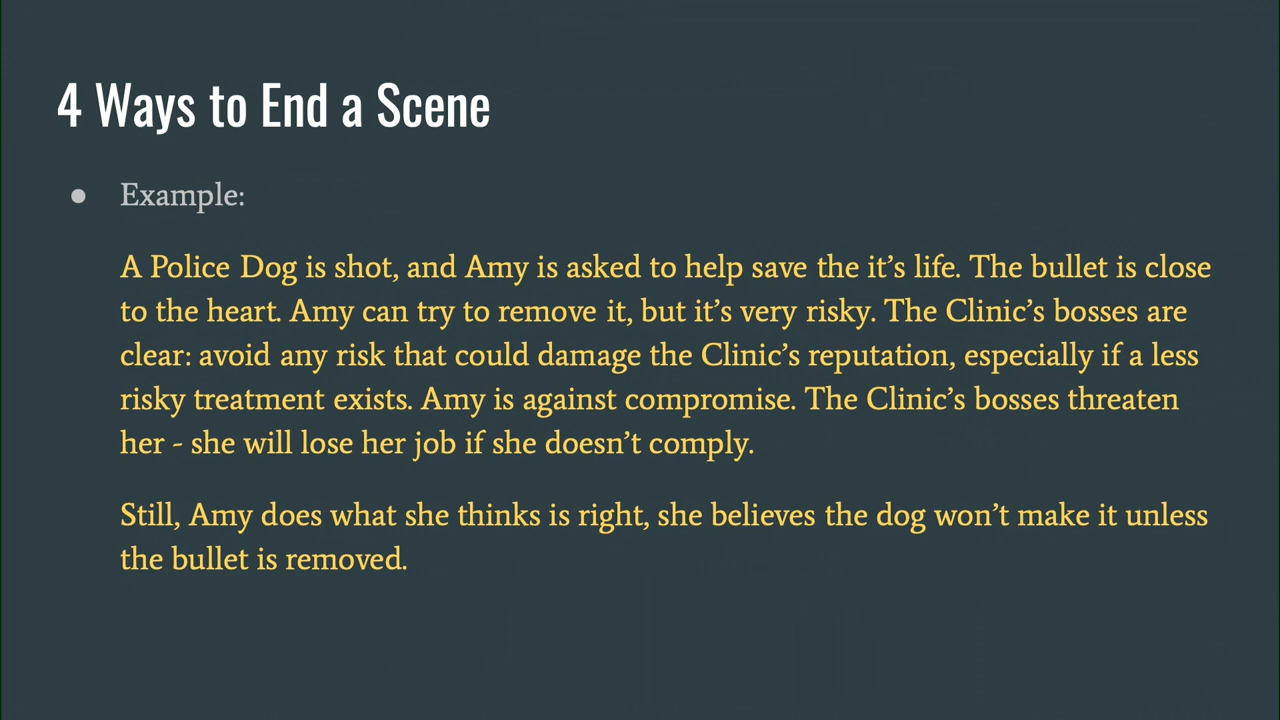 4 Ways to End a Scene
● Example:
A Police Dog is shot, and Amy is asked to help save the it's life. The bullet is close
to the heart. Amy can try to remove it, but it's very risky. The Clinic's bosses are
clear: avoid any risk that could damage the Clinic's reputation, especially if a less
risky treatment exists. Amy is against compromise. The Clinic's bosses threaten
her - she will lose her job if she doesn't comply.
Still, Amy does what she thinks is right, she believes the dog won't make it unless
the bullet is removed.